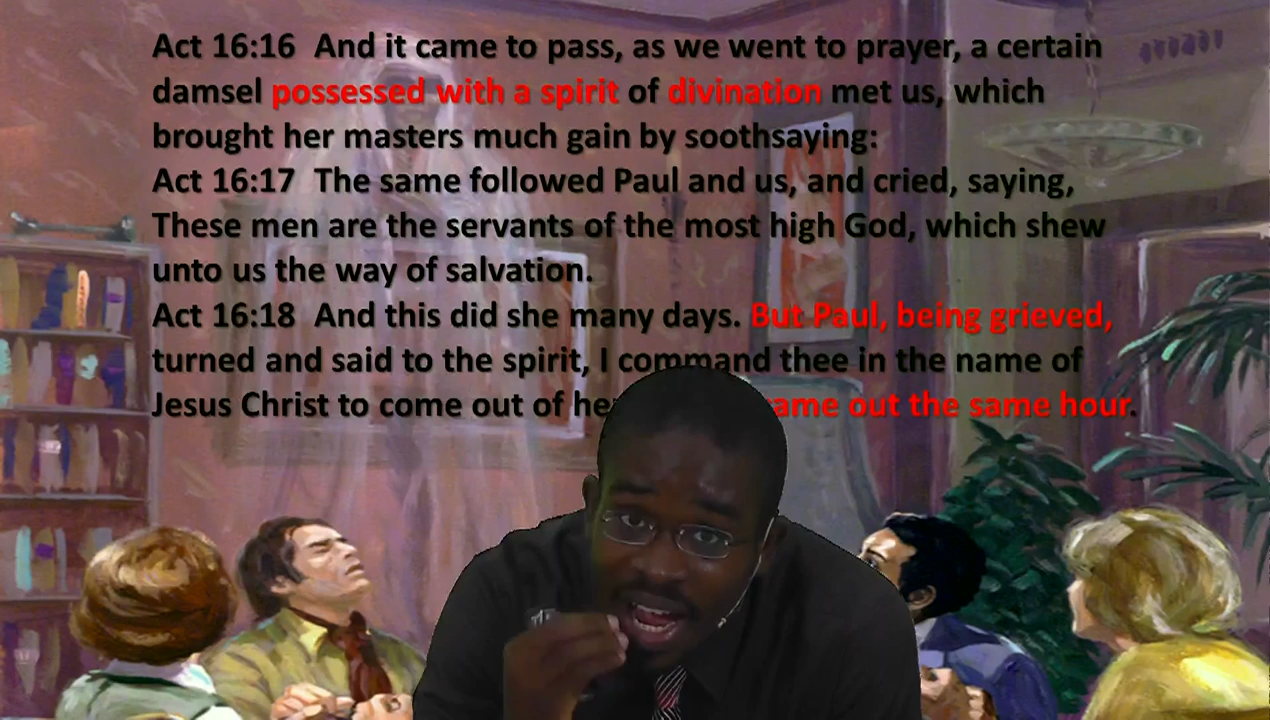 Act 16:16 And it came to pass, as we went to prayer, a certain
damsel possessed with a spirit of divination met us, which
brought her masters much gain by soothsaying:
Act 16:17 The same followed Paul and us, and cried, saying,
These men are the servants of the most high God, which shew
unto us the way of salvation.
Act 16:18 And this did she many days. But Paul, being grieved,
turned and said to the spirit, I command thee in the name of
Jesus Christ to come out of came out the same hour.